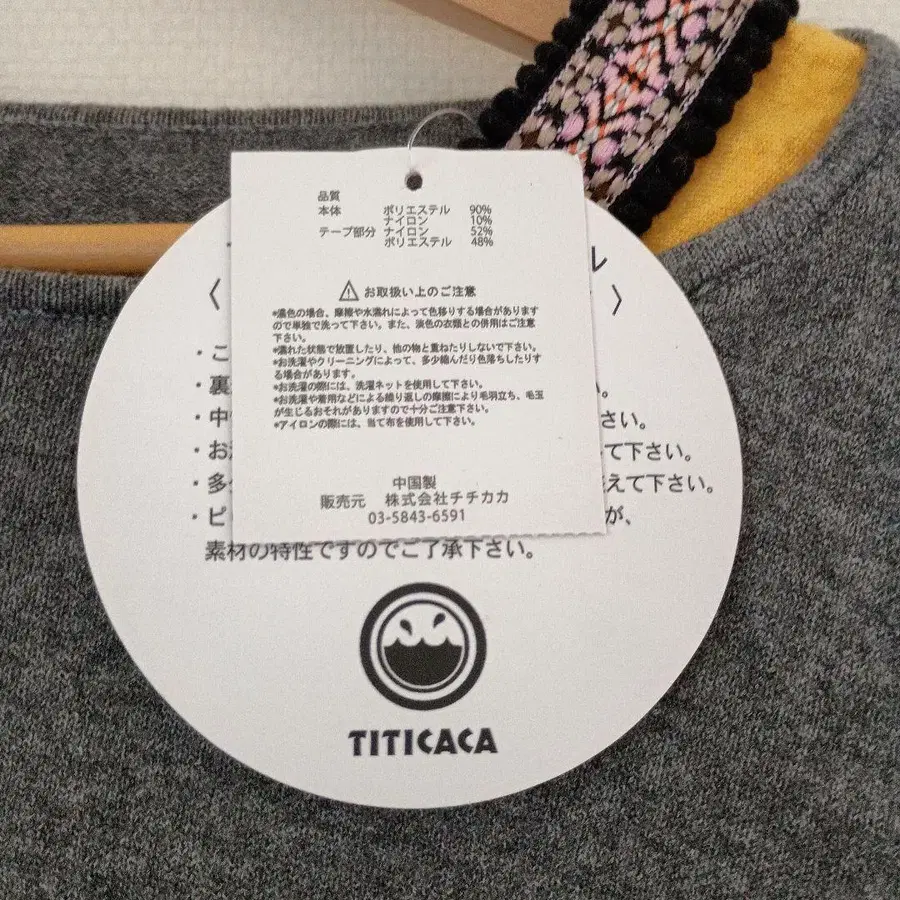 品質
本体 ポリエステル 90%
ナイロン 10%
テープ部分 ナイロン 52%
ポリエステル 48%
お取扱い上のご注意
*濃色の場合、摩擦や水濡れによって色移りする場合があります
ので単独で洗って下さい。また、淡色の衣類との併用はご注意
下さい。
*濡れた状態で放置したり、他の物と重ねたりしないで下さい。
*お洗濯やクリーニングによって、多少縮んだり色落ちしたりす
る場合があります。
*お洗濯の際には、洗濯ネットを使用して下さい。
*お洗濯や着用などによる繰り返しの摩擦により毛羽立ち、毛玉
が生じるおそれがありますので十分ご注意下さい。
*アイロンの際には、当て布を使用して下さい。
中国製
販売元 株式会社チチカカ
03-5843-6591
ル
〈 〉
・こ
・裏 。
・中 さい。
・お て下さい。
・多 えて下さい。
・ピ が、
素材の特性ですのでご了承下さい。
TITICACA